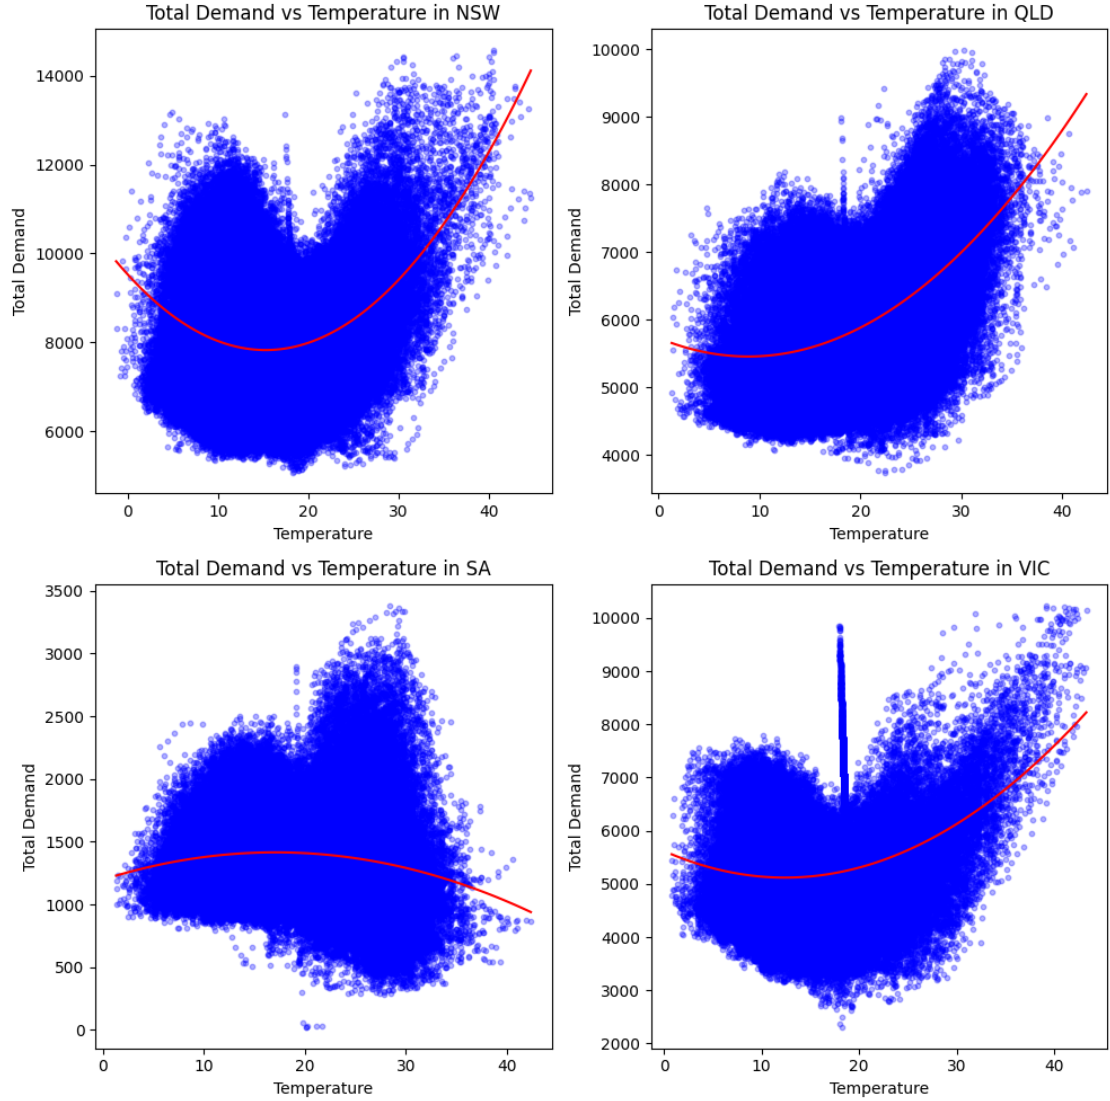 Total Demand vs Temperature in NSW
14000
12000
10000
8000
6000
Total Demand
0 10 20 30 40
Temperature
Total Demand vs Temperature in QLD
10000
9000
8000
7000
6000
5000
4000
Total Demand
0 10 20 30 40
Temperature
Total Demand vs Temperature in SA
3500
3000
2500
2000
1500
1000
500
0
Total Demand
0 10 20 30 40
Temperature
Total Demand vs Temperature in VIC
10000
9000
8000
7000
6000
5000
4000
3000
2000
Total Demand
0 10 20 30 40
Temperature